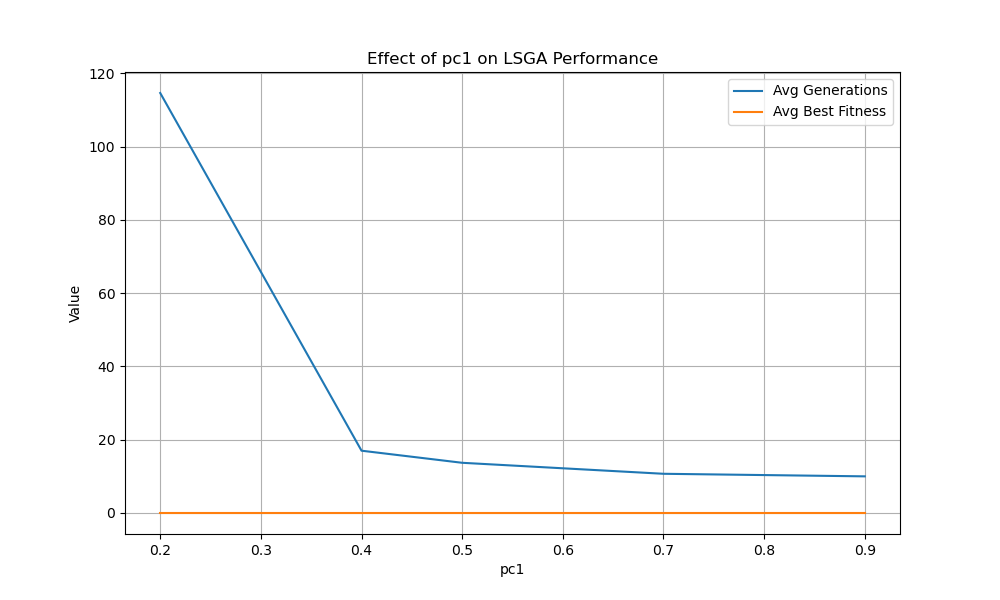 Effect of pc1 on LSGA Performance
Avg Generations
Avg Best Fitness
Value
120
100
80
60
40
20
0
0.2 0.3 0.4 0.5 0.6 0.7 0.8 0.9
pc1